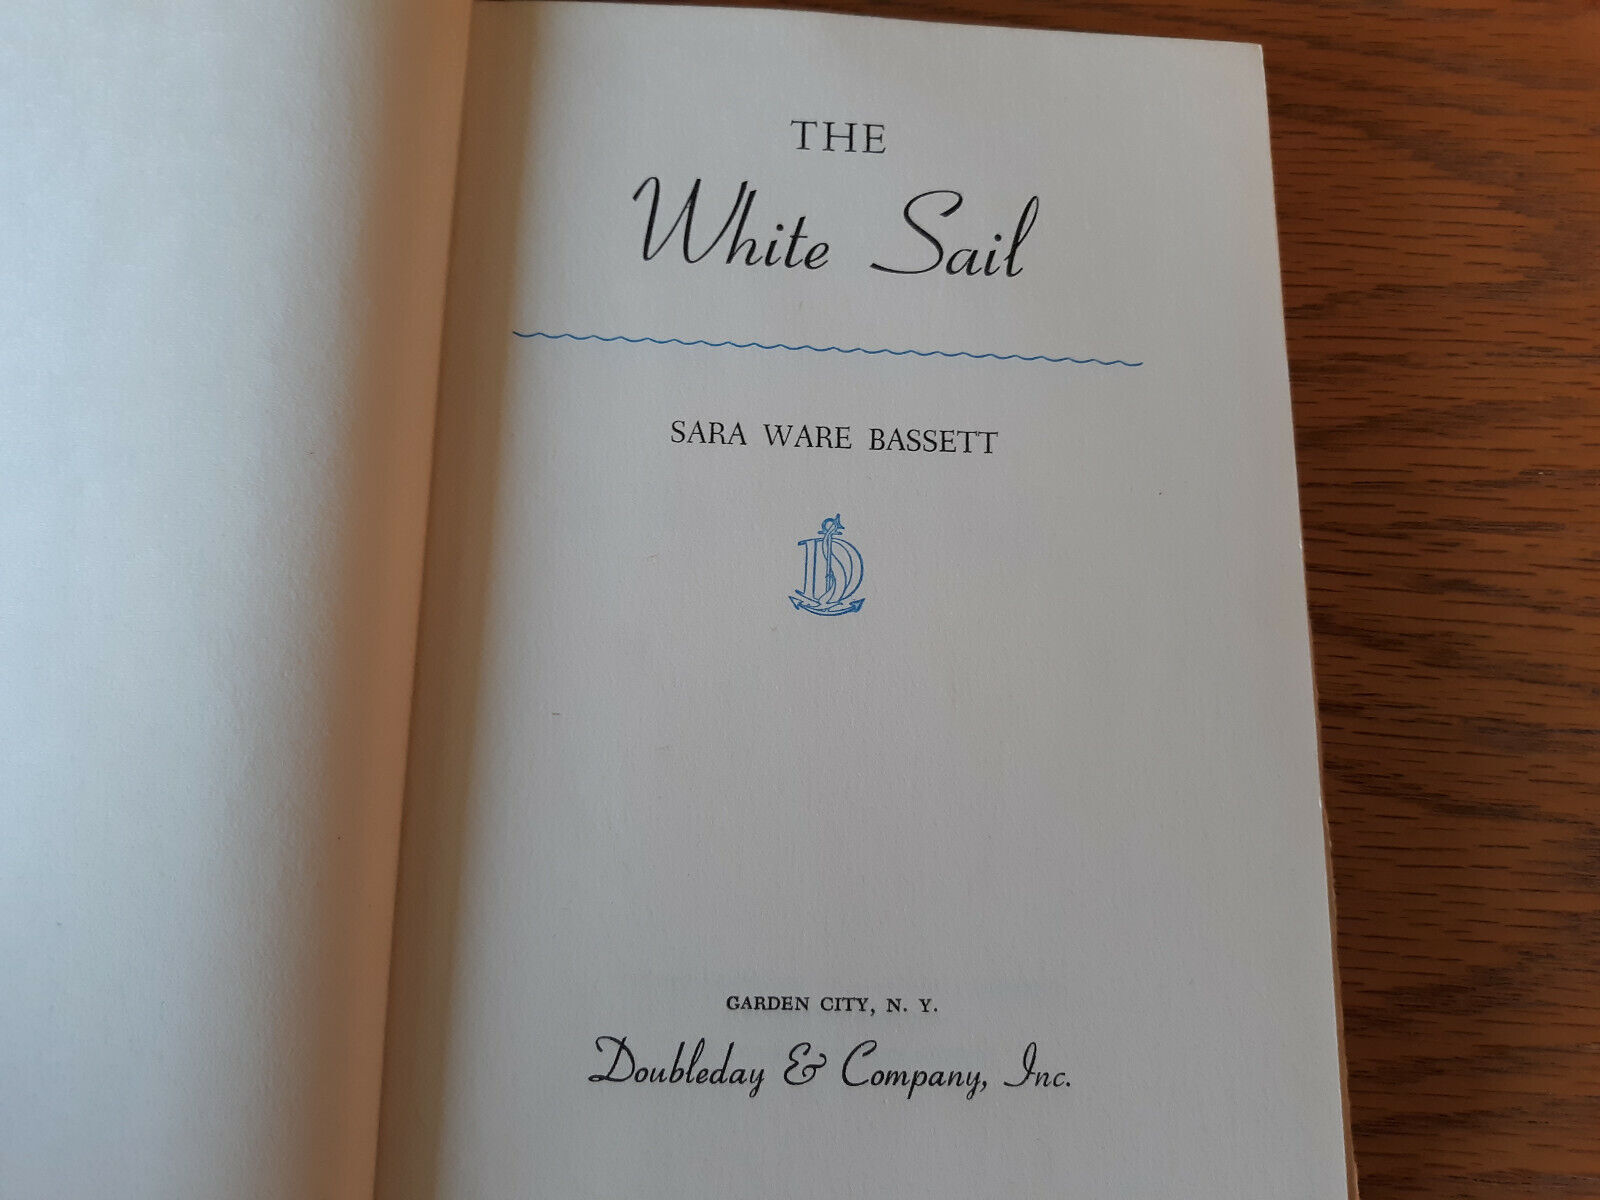 THE
White Sail
SARA WARE BASSETT
D
GARDEN CITY, N. Y.
Doubleday & Company, Inc.